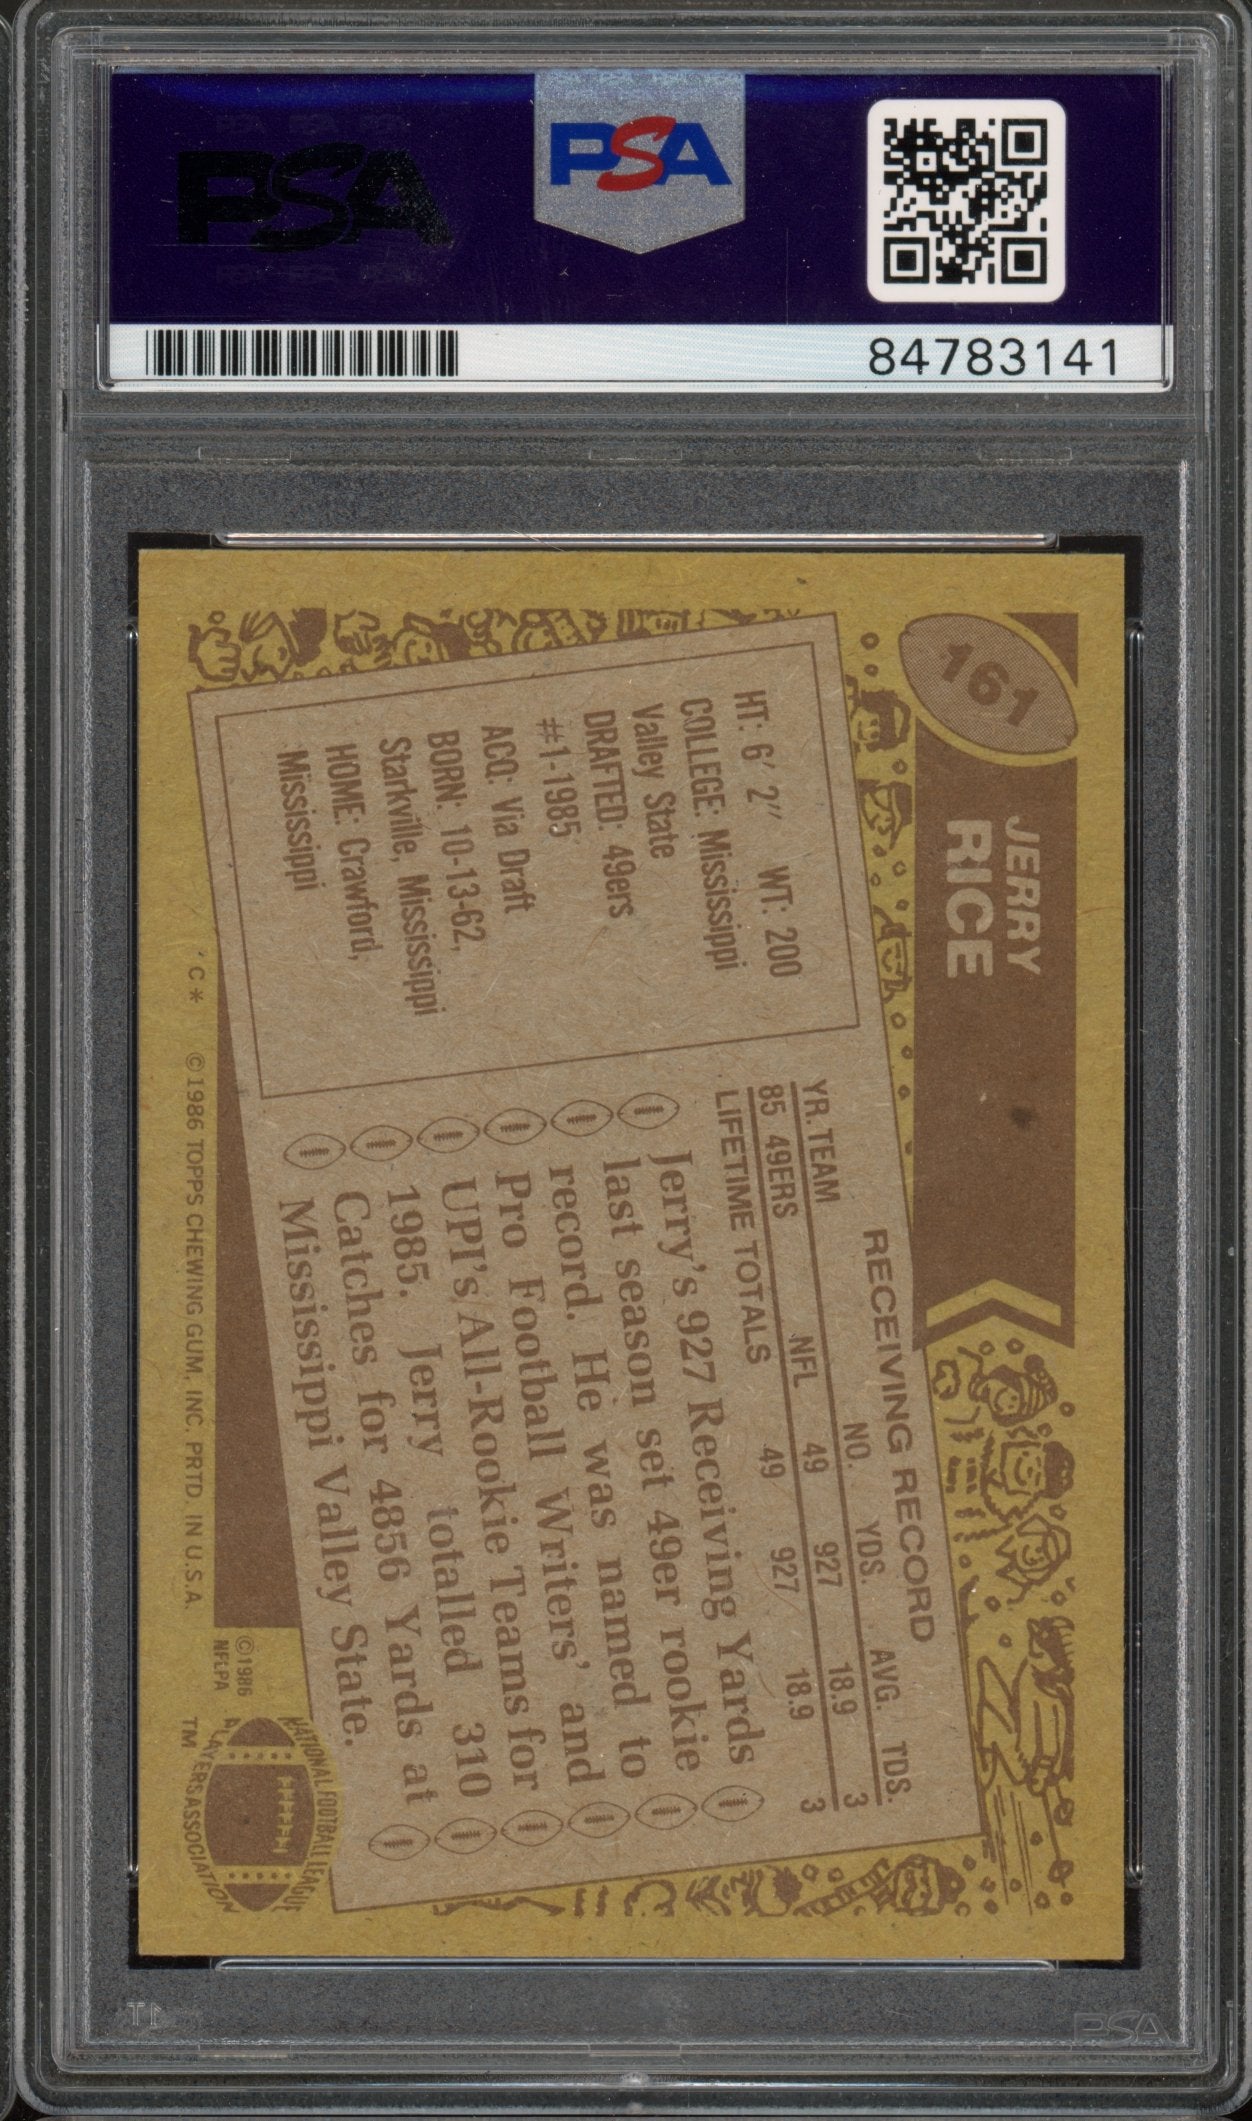 PSA
PSA
84783141
161
JERRY
RICE
HT: 6' 2" WT: 200
COLLEGE: Mississippi
Valley State
DRAFTED: 49ers
#1-1985
ACQ: Via Draft
BORN: 10-13-62,
Starkville, Mississippi
HOME: Crawford,
Mississippi
RECEIVING RECORD
YR. TEAM NFL NO. YDS. AVG. TDS.
85 49ERS 49 927 18.9 3
LIFETIME TOTALS 49 927 18.9 3
Jerry's 927 Receiving Yards
last season set 49er rookie
record. He was named to
Pro Football Writers' and
UPI's All-Rookie Teams for
1985. Jerry totalled 310
Catches for 4856 Yards at
Mississippi Valley State.
©1986
NFLPA
NATIONAL FOOTBALL LEAGUE
PLAYERS ASSOCIATION
TM
C* ©1986 TOPPS CHEWING GUM, INC. PRTD. IN U.S.A.
PSA